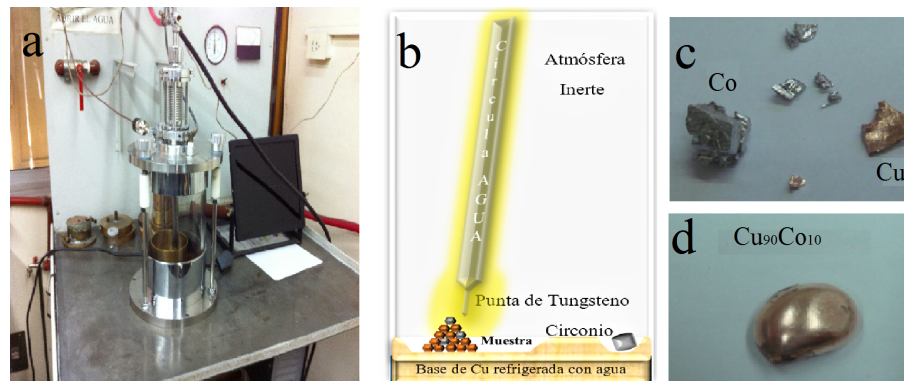 a
ABRIR EL AGUA
b
Circula AGUA
Atmósfera
Inerte
Punta de Tungsteno
Circonio
Muestra
Base de Cu refrigerada con agua
c
Co
Cu
d
Cu₉₀Co₁₀